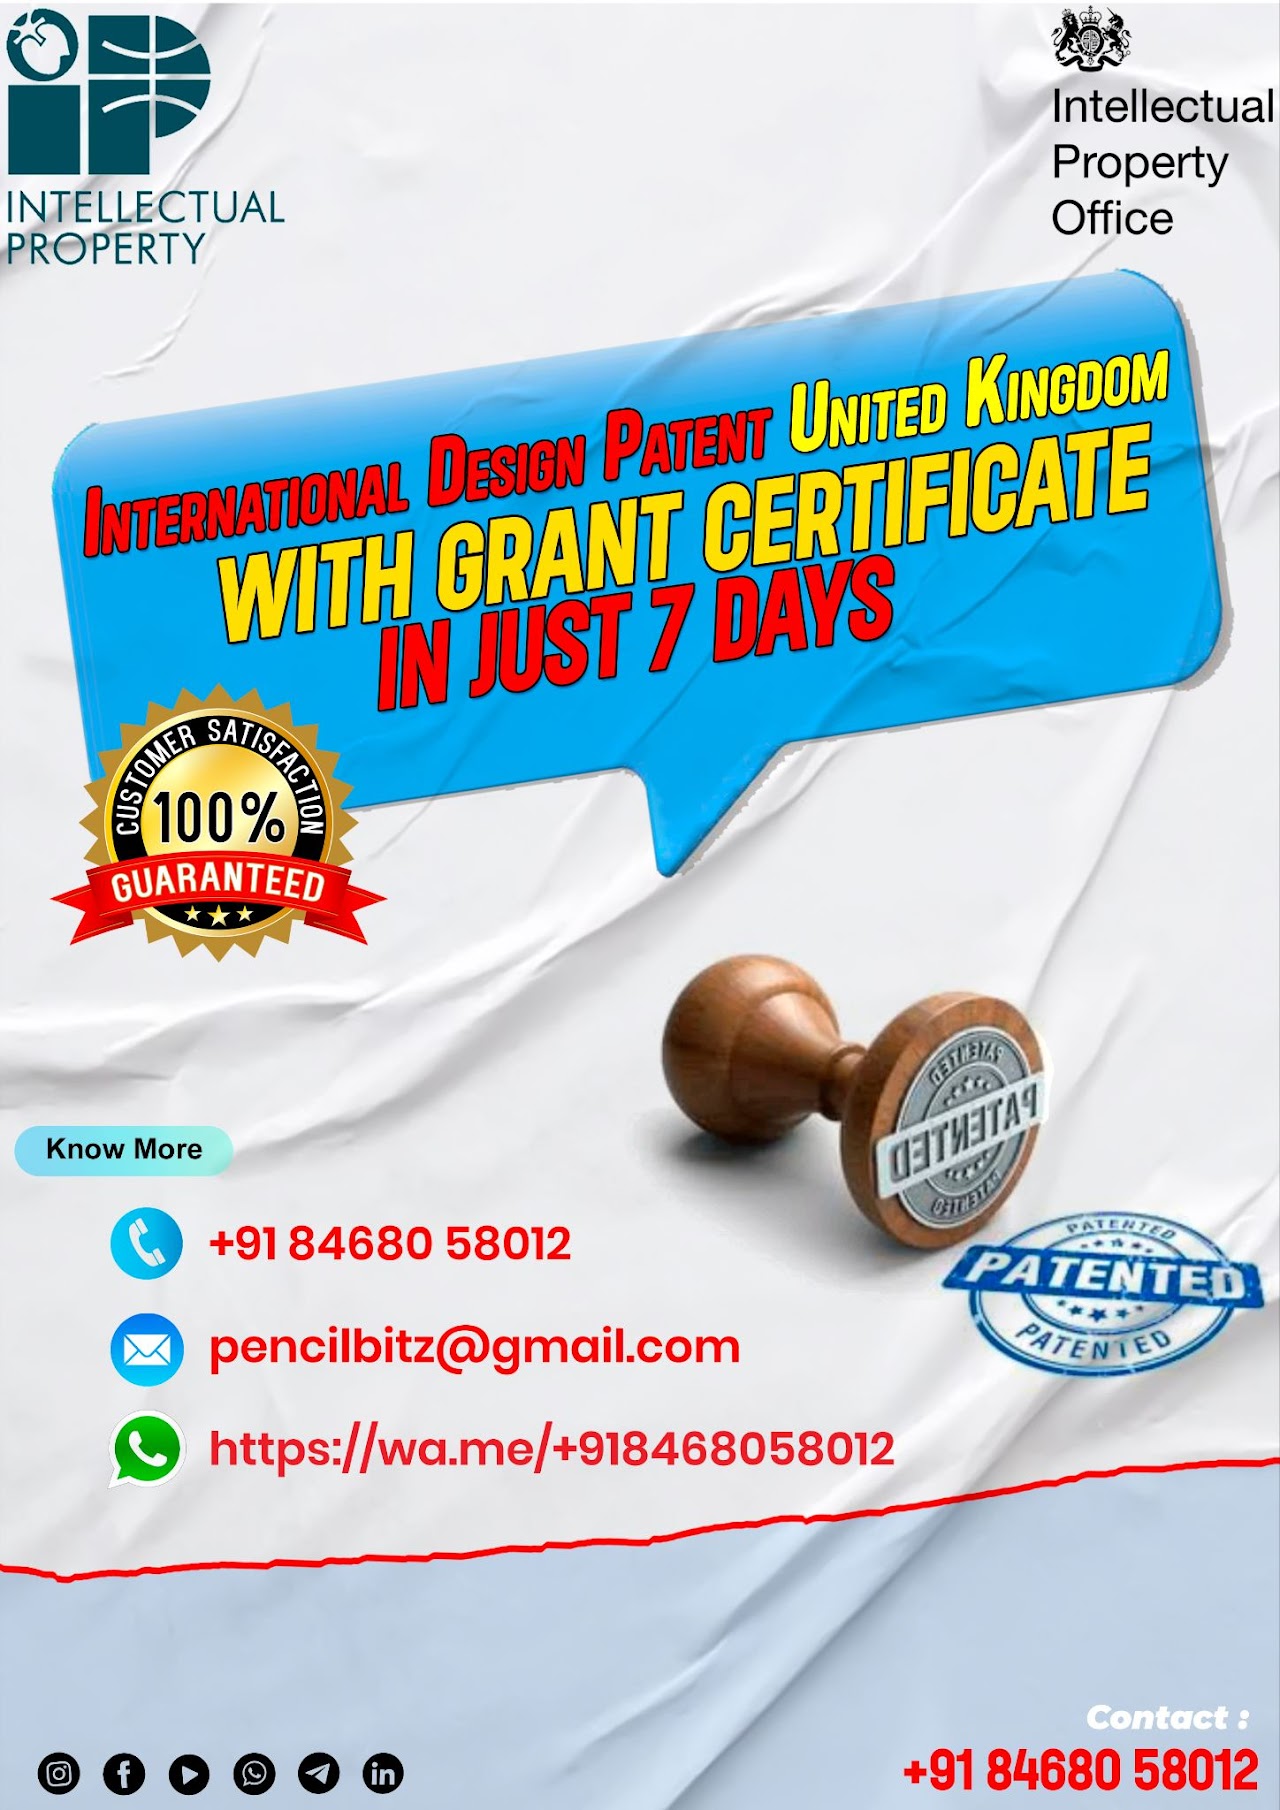 INTELLECTUAL
PROPERTY
Intellectual
Property
Office
INTERNATIONAL DESIGN PATENT UNITED KINGDOM
WITH GRANT CERTIFICATE
IN JUST 7 DAYS
CUSTOMER SATISFACTION
100%
GUARANTEED
PATENTED
PATENTED
PATENTED
Know More
+91 84680 58012
PATENTED
PATENTED
PATENTED
pencilbitz@gmail.com
https://wa.me/+918468058012
Contact :
+91 84680 58012